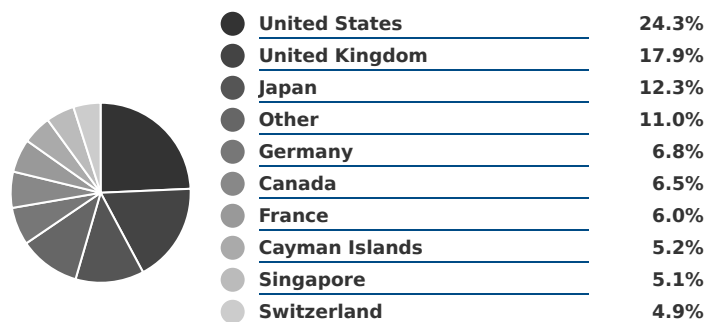 United States 24.3%
United Kingdom 17.9%
Japan 12.3%
Other 11.0%
Germany 6.8%
Canada 6.5%
France 6.0%
Cayman Islands 5.2%
Singapore 5.1%
Switzerland 4.9%